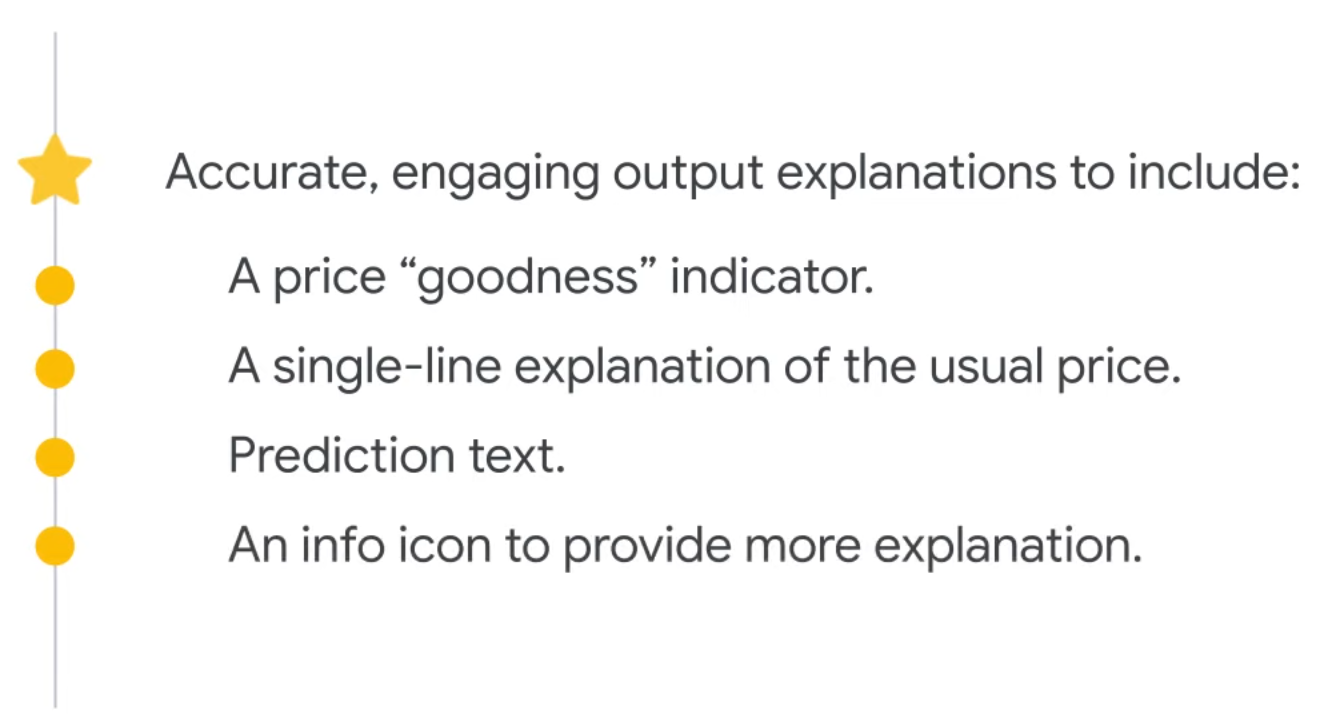 Accurate, engaging output explanations to include:
A price “goodness” indicator.
A single-line explanation of the usual price.
Prediction text.
An info icon to provide more explanation.